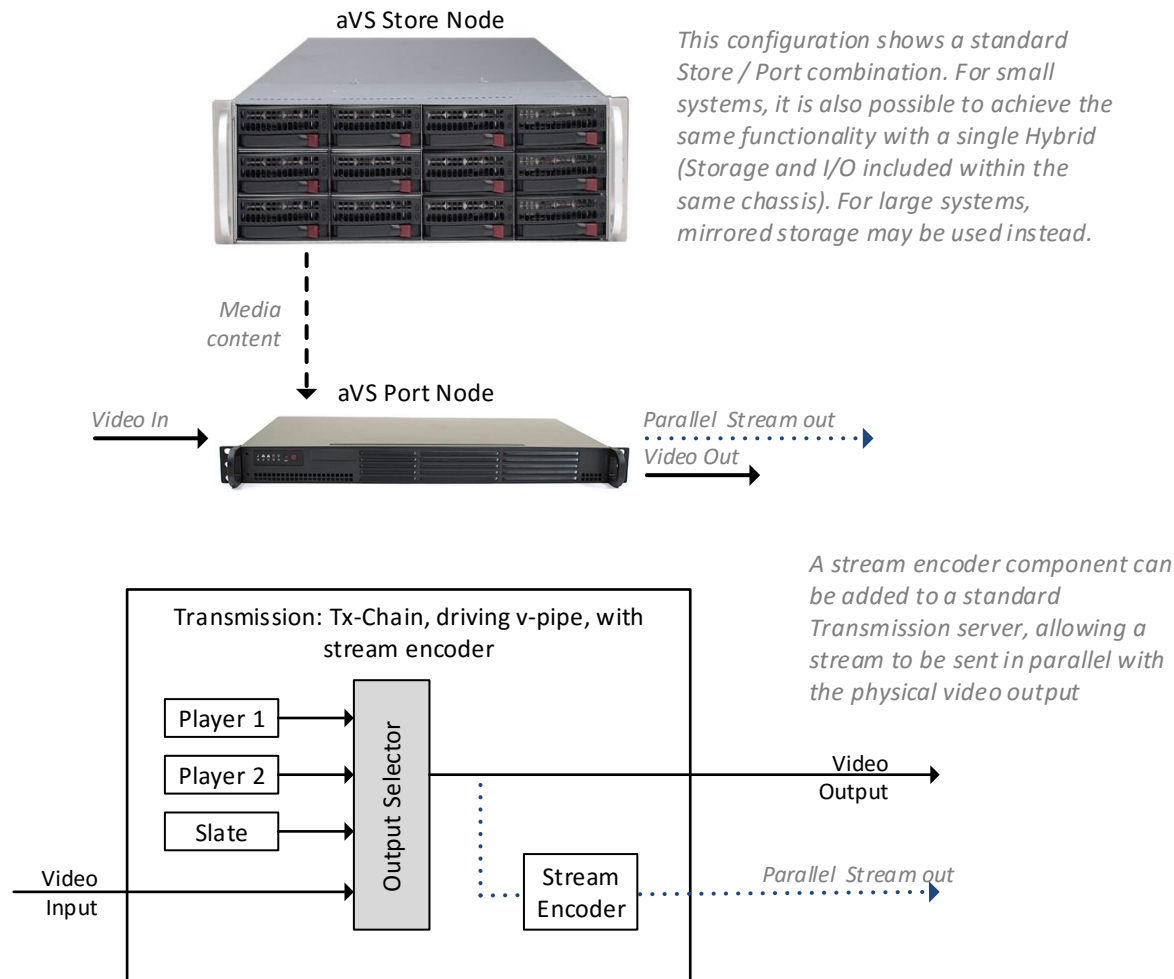 aVS Store Node
This configuration shows a standard
Store / Port combination. For small
systems, it is also possible to achieve the
same functionality with a single Hybrid
(Storage and I/O included within the
same chassis). For large systems,
mirrored storage may be used instead.
Media
content
aVS Port Node
Video In
Parallel Stream out
Video Out
A stream encoder component can
be added to a standard
Transmission server, allowing a
stream to be sent in parallel with
the physical video output
Transmission: Tx-Chain, driving v-pipe, with
stream encoder
Player 1
Player 2
Slate
Output Selector
Video
Output
Video
Input
Stream
Encoder
Parallel Stream out